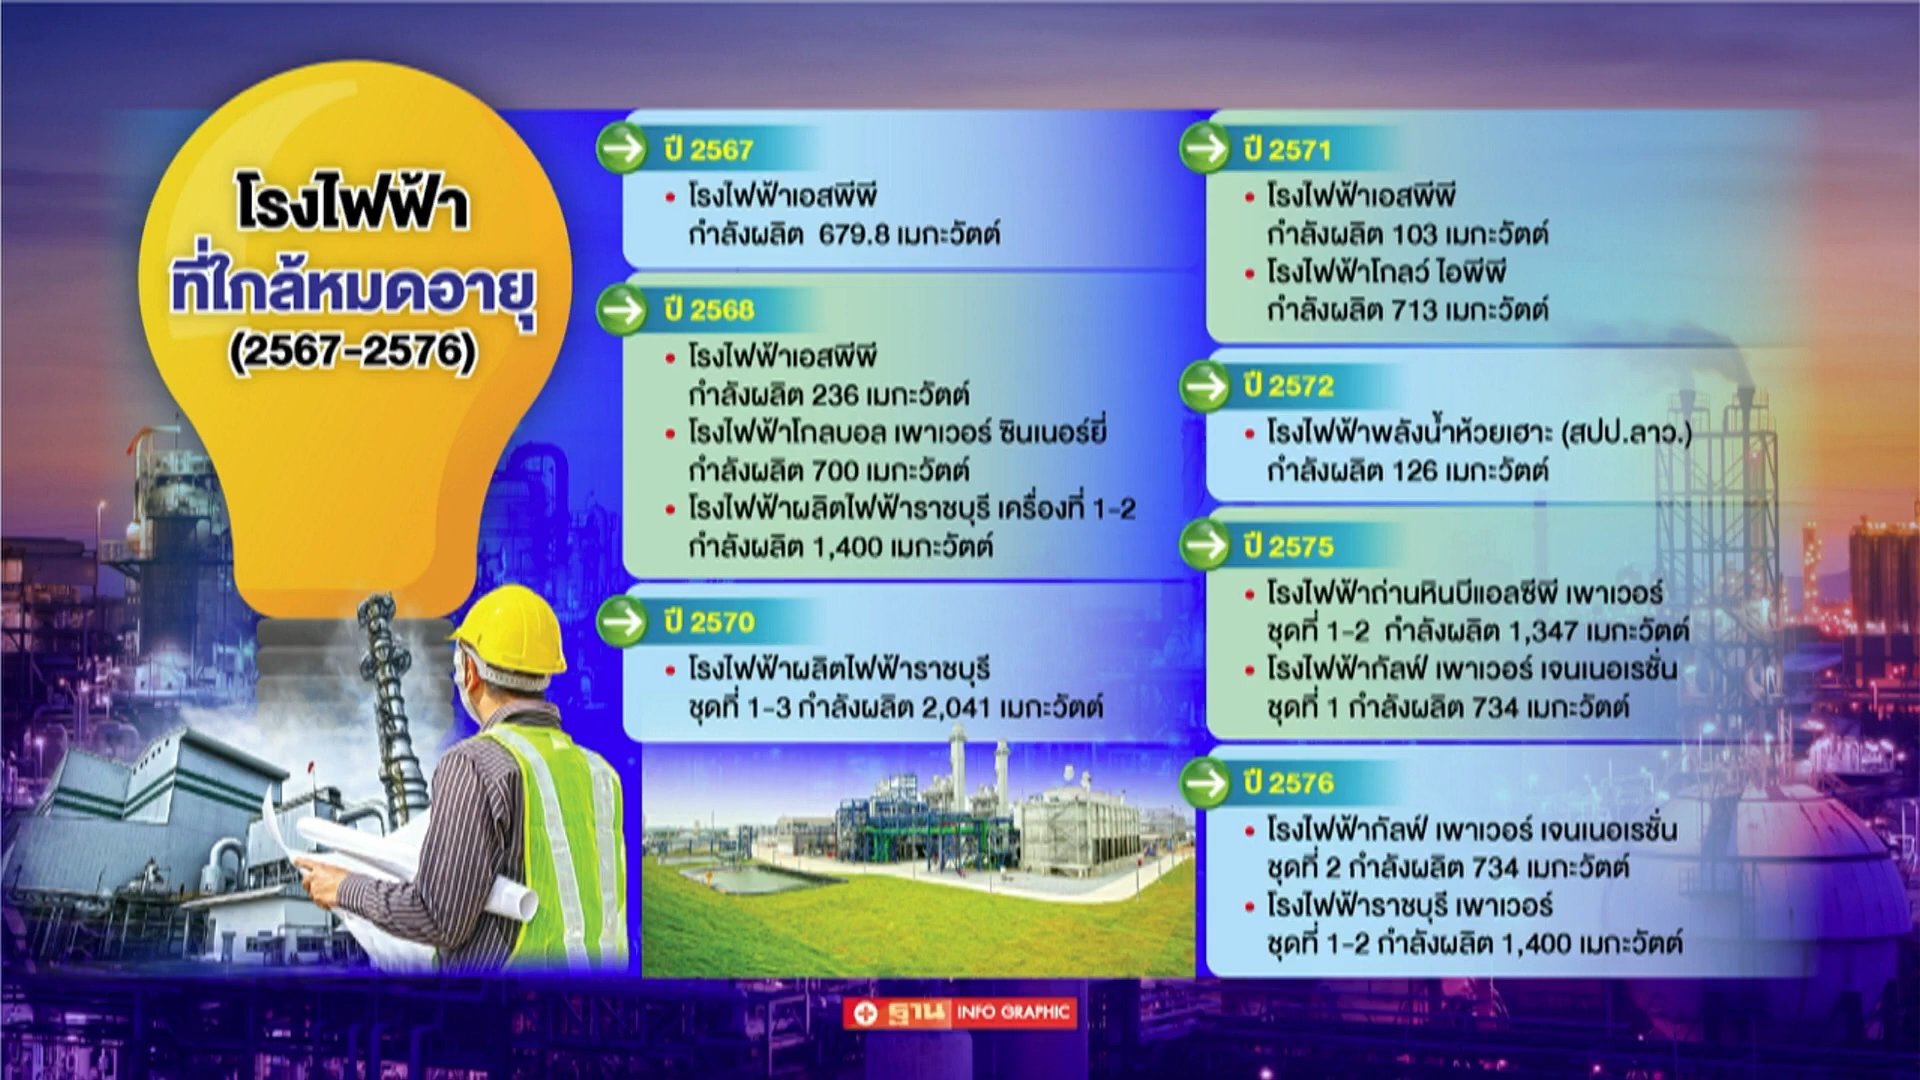 โรงไฟฟ้า
ที่ใกล้หมดอายุ
(2567-2576)
ปี 2567
• โรงไฟฟ้าเอสพีพี
กำลังผลิต 679.8 เมกะวัตต์
ปี 2568
• โรงไฟฟ้าเอสพีพี
กำลังผลิต 236 เมกะวัตต์
• โรงไฟฟ้าโกลบอล เพาเวอร์ ซินเนอร์ยี่
กำลังผลิต 700 เมกะวัตต์
• โรงไฟฟ้าผลิตไฟฟ้าราชบุรี เครื่องที่ 1-2
กำลังผลิต 1,400 เมกะวัตต์
ปี 2570
• โรงไฟฟ้าผลิตไฟฟ้าราชบุรี
ชุดที่ 1-3 กำลังผลิต 2,041 เมกะวัตต์
ปี 2571
• โรงไฟฟ้าเอสพีพี
กำลังผลิต 103 เมกะวัตต์
• โรงไฟฟ้าโกลว์ ไอพีพี
กำลังผลิต 713 เมกะวัตต์
ปี 2572
• โรงไฟฟ้าพลังน้ำห้วยเฮาะ (สปป.ลาว.)
กำลังผลิต 126 เมกะวัตต์
ปี 2575
• โรงไฟฟ้าถ่านหินบีแอลซีพี เพาเวอร์
ชุดที่ 1-2 กำลังผลิต 1,347 เมกะวัตต์
• โรงไฟฟ้ากัลฟ์ เพาเวอร์ เจนเนอเรชั่น
ชุดที่ 1 กำลังผลิต 734 เมกะวัตต์
ปี 2576
• โรงไฟฟ้ากัลฟ์ เพาเวอร์ เจนเนอเรชั่น
ชุดที่ 2 กำลังผลิต 734 เมกะวัตต์
• โรงไฟฟ้าราชบุรี เพาเวอร์
ชุดที่ 1-2 กำลังผลิต 1,400 เมกะวัตต์
ฐาน INFO GRAPHIC